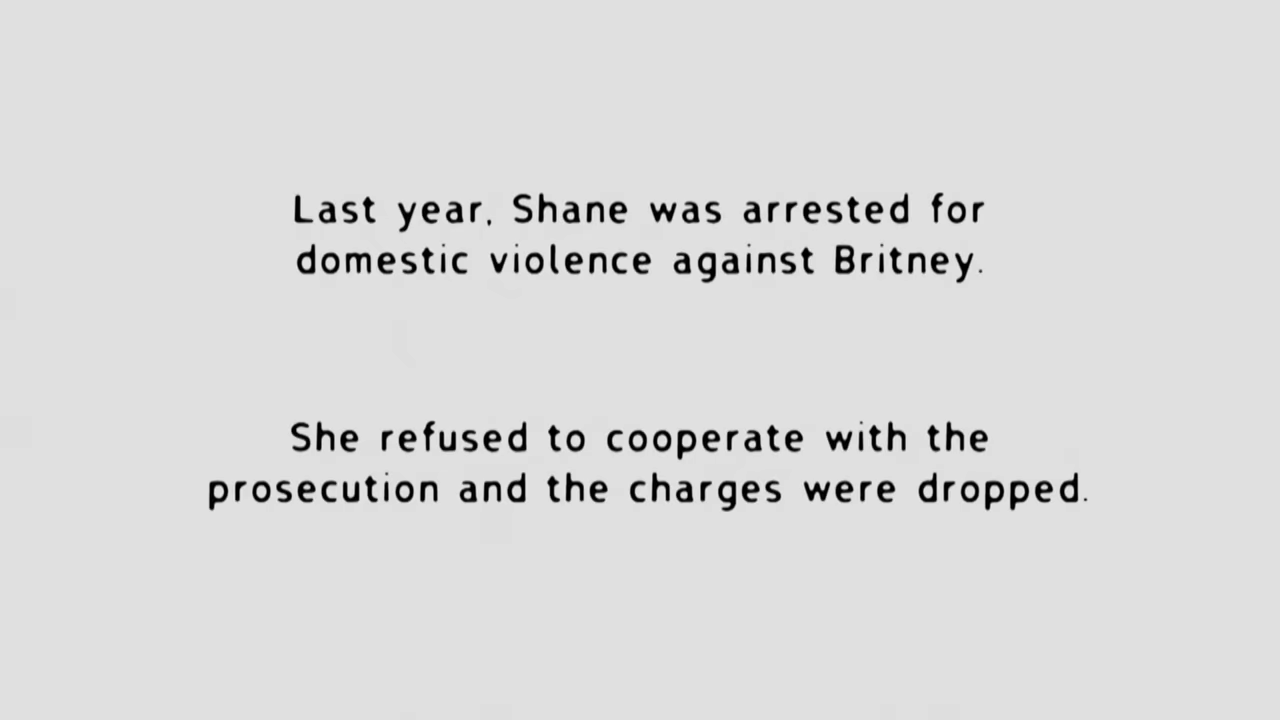 Last year, Shane was arrested for
domestic violence against Britney.
She refused to cooperate with the
prosecution and the charges were dropped.